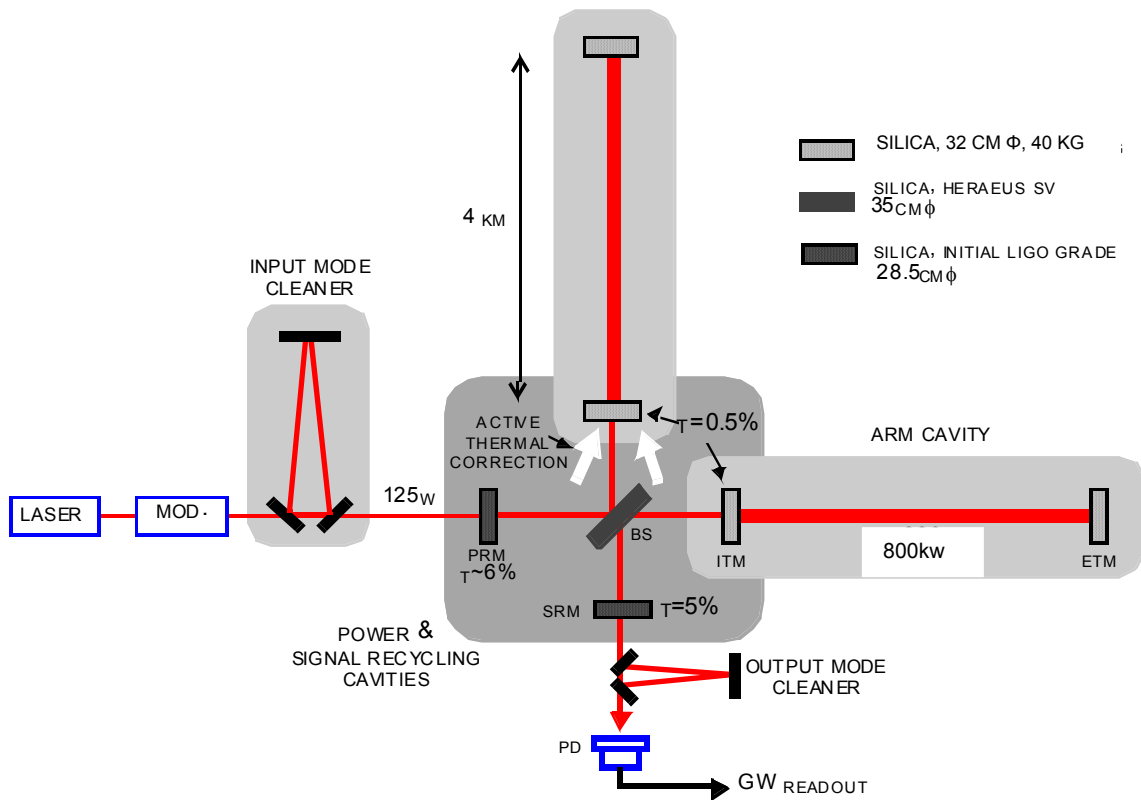 SILICA, 32 CM Φ, 40 KG
SILICA, HERAEUS SV
35CMϕ
SILICA, INITIAL LIGO GRADE
28.5CMϕ
4 KM
INPUT MODE
CLEANER
ACTIVE
THERMAL
CORRECTION
T=0.5%
ARM CAVITY
LASER
MOD.
125W
PRM
T~6%
BS
ITM
800kw
ETM
SRM
T=5%
POWER &
SIGNAL RECYCLING
CAVITIES
OUTPUT MODE
CLEANER
PD
GW READOUT